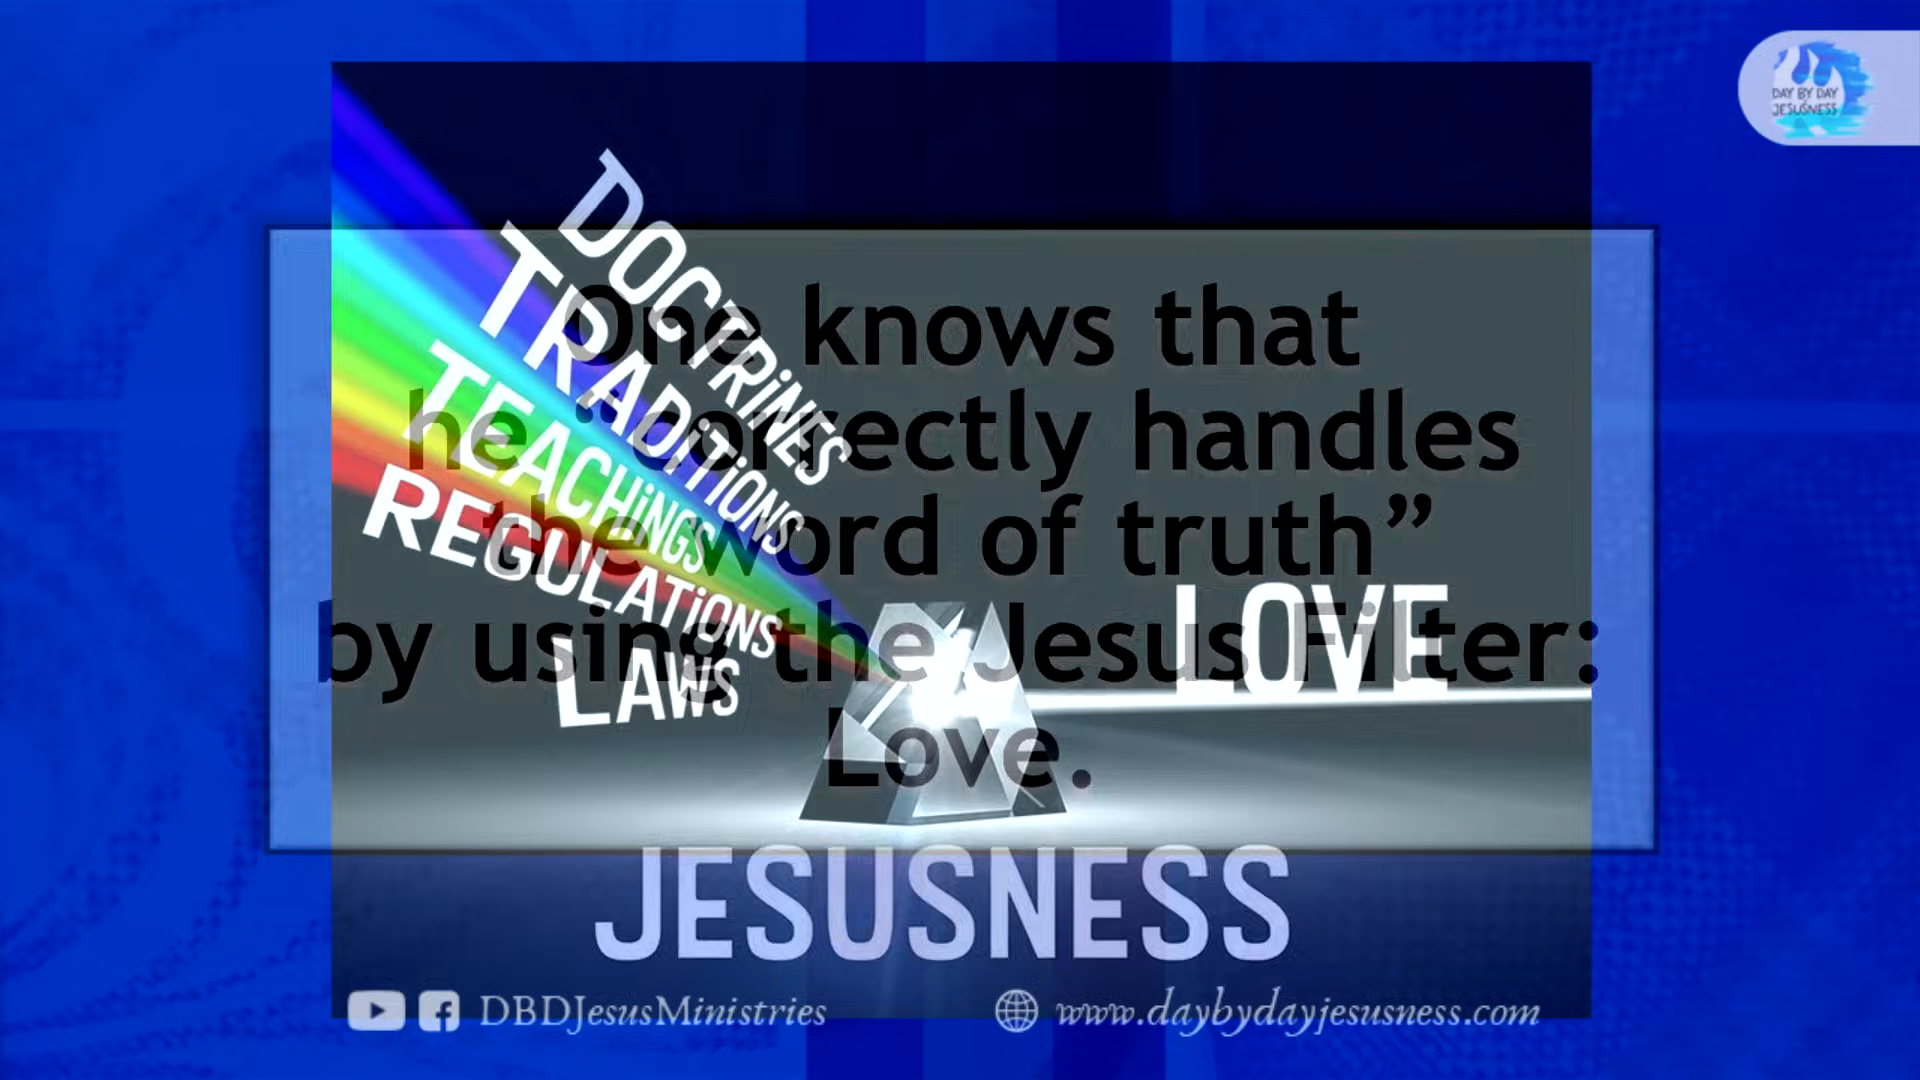 DAY BY DAY
JESUSNESS
DOCTRiNES
TRADiTiONS
TEACHiNGS
REGULATiONS
LAWS
One knows that
he “correctly handles
the word of truth”
by using the Jesus Filter:
Love.
LOVE
JESUSNESS
DBDJesusMinistries
www.daybydayjesusness.com